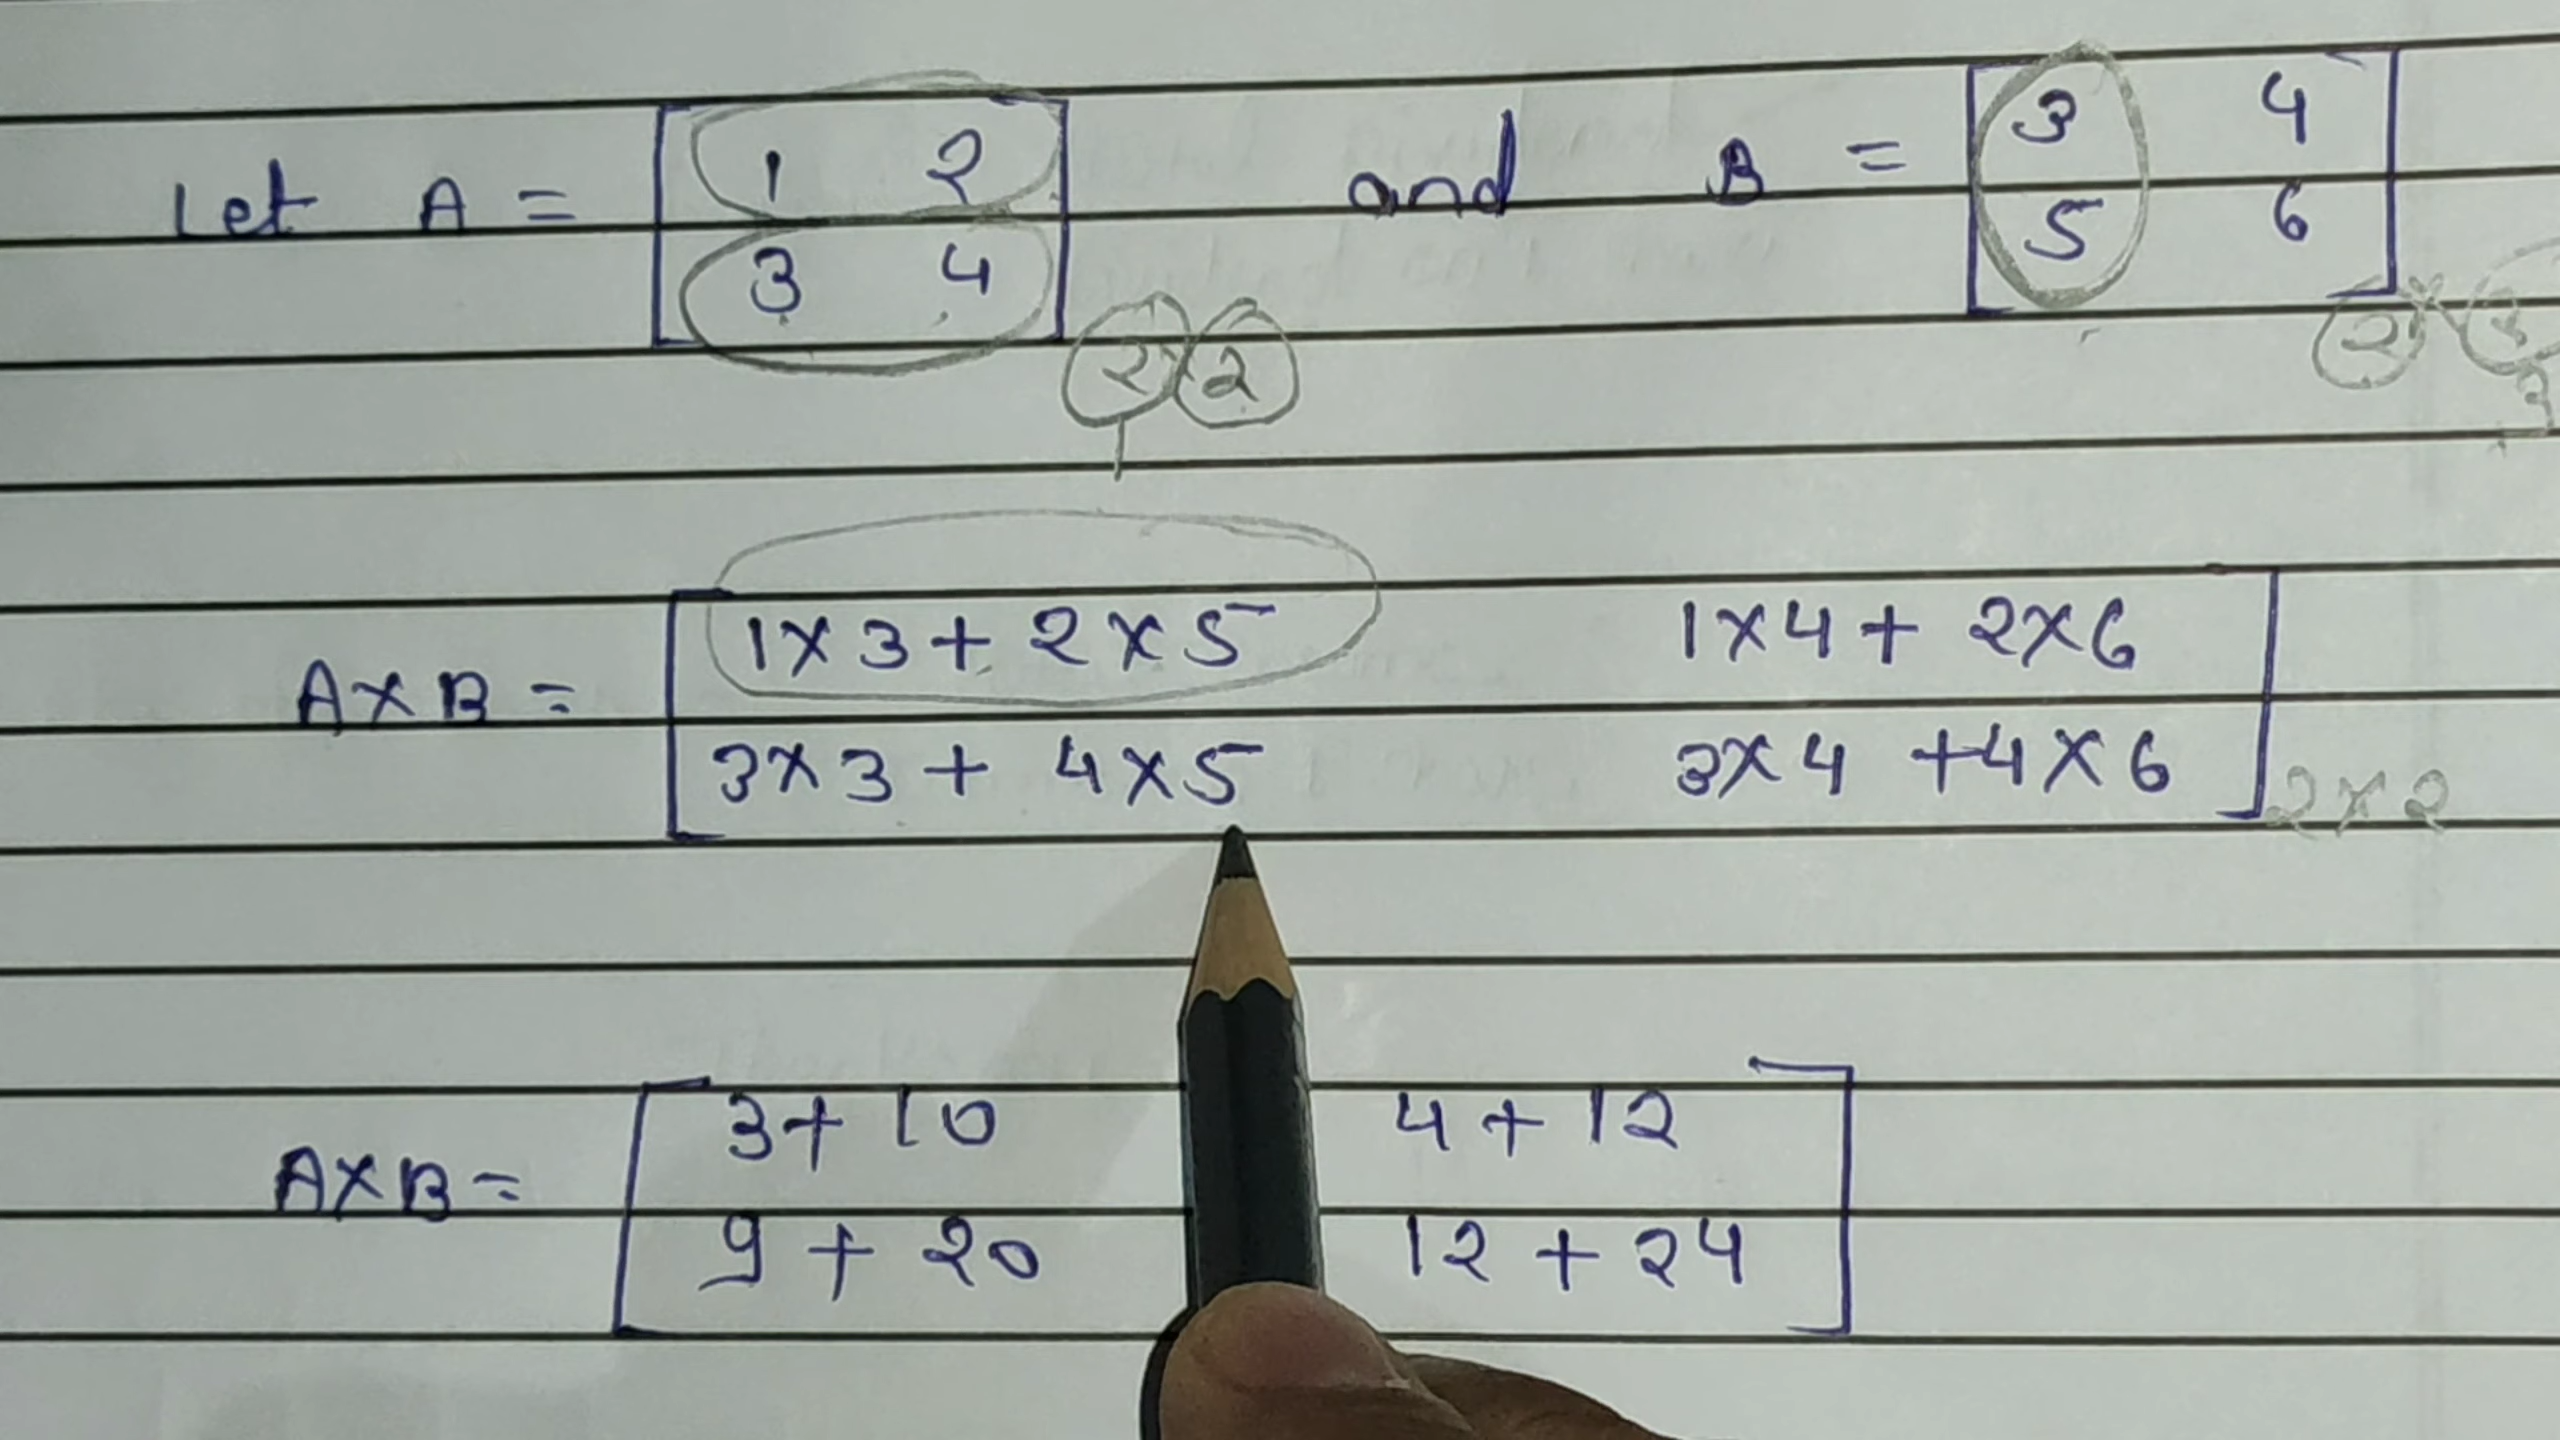 Let A = [ 1 2 and B = [ 3 4
3 4 ] 5 6 ]
2 × 2 2 ×
A × B = [ 1 × 3 + 2 × 5 1 × 4 + 2 × 6
3 × 3 + 4 × 5 3 × 4 + 4 × 6 ] 2 × 2
A × B = [ 3 + 10 4 + 12
9 + 20 12 + 24 ]